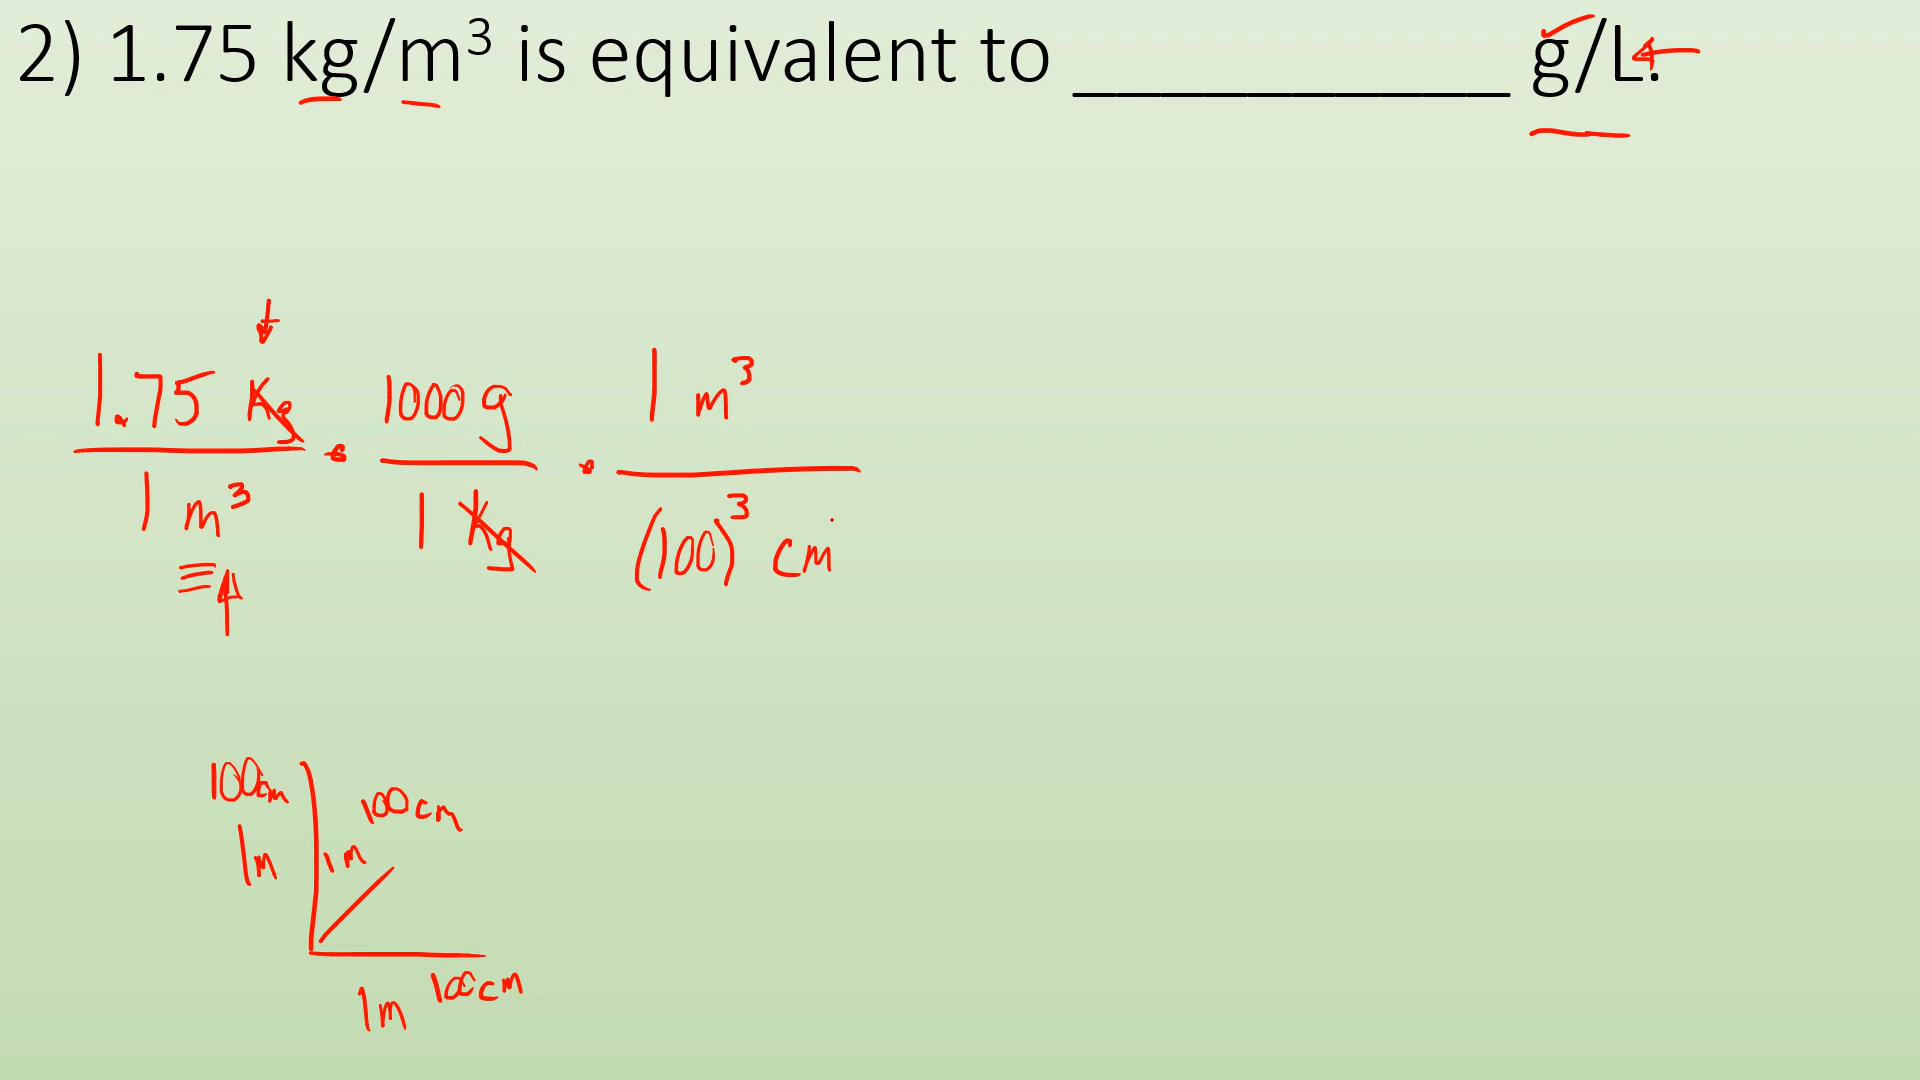 2) 1.75 kg/m³ is equivalent to __________ g/L.
1.75 kg 1000 g 1 m³
1 m³ 1 kg (100)³ cm
100cm 100cm
1m 1m
1m 100cm